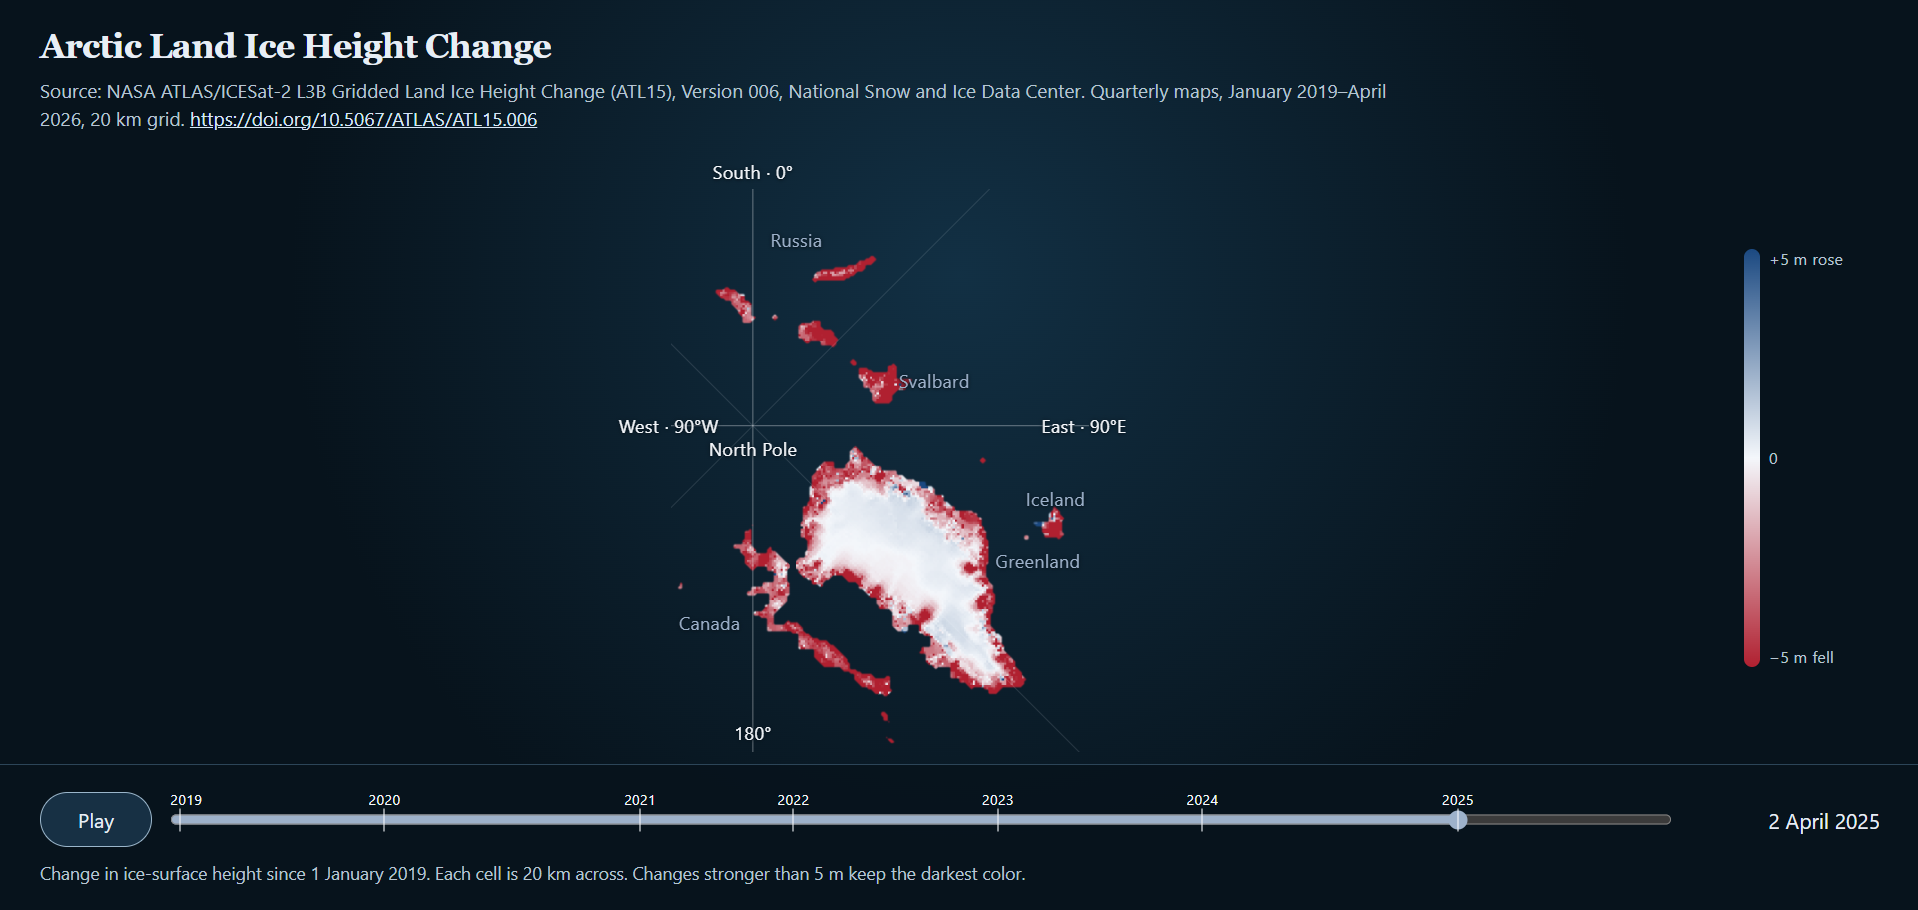 Arctic Land Ice Height Change
Source: NASA ATLAS/ICESat-2 L3B Gridded Land Ice Height Change (ATL15), Version 006, National Snow and Ice Data Center. Quarterly maps, January 2019–April
2026, 20 km grid. https://doi.org/10.5067/ATLAS/ATL15.006
South · 0°
Russia
+5 m rose
Svalbard
West · 90°W
East · 90°E
North Pole
0
Iceland
Greenland
Canada
−5 m fell
180°
2019 2020 2021 2022 2023 2024 2025
Play
2 April 2025
Change in ice-surface height since 1 January 2019. Each cell is 20 km across. Changes stronger than 5 m keep the darkest color.